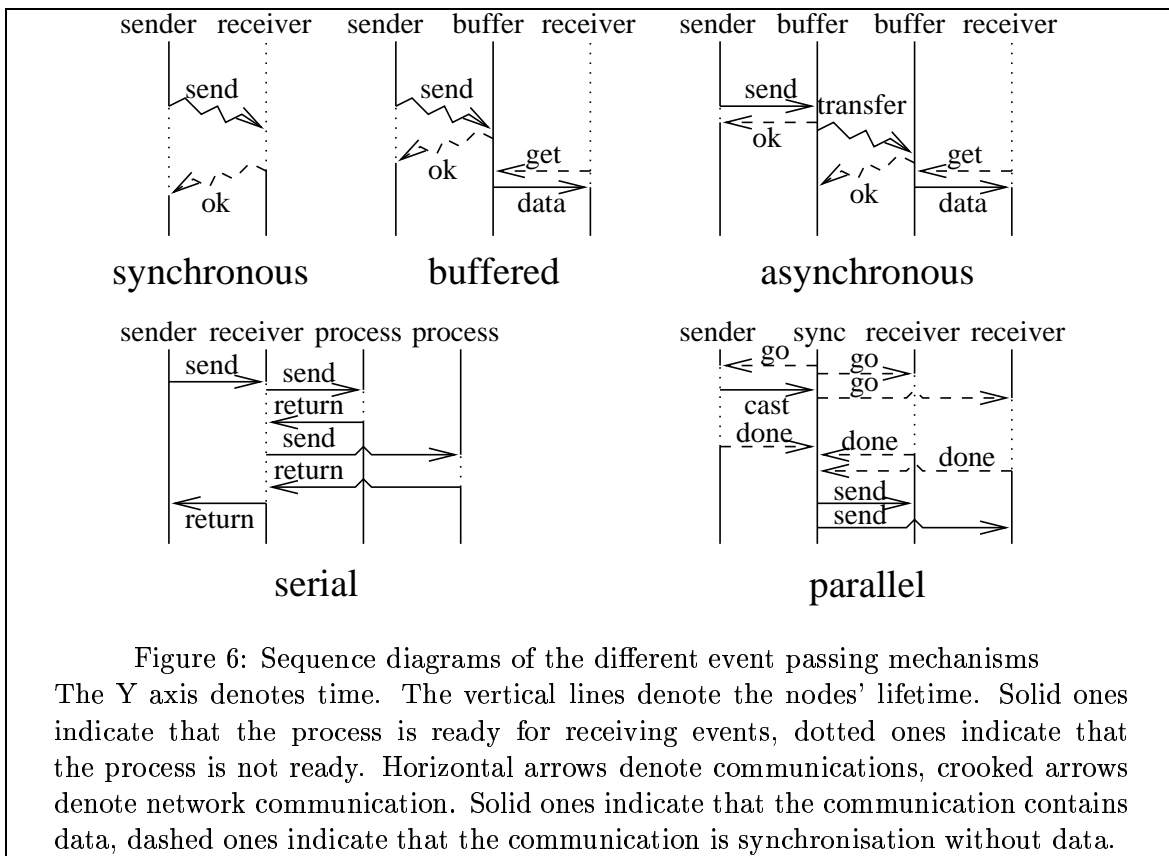 sender receiver sender buffer receiver sender buffer buffer receiver
send send send
transfer
ok ok ok
get get
ok data data
synchronous buffered asynchronous
sender receiver process process sender sync receiver receiver
send send return send return return
go go go
cast
done done done
send
send
serial parallel
Figure 6: Sequence diagrams of the different event passing mechanisms
The Y axis denotes time. The vertical lines denote the nodes' lifetime. Solid ones
indicate that the process is ready for receiving events, dotted ones indicate that
the process is not ready. Horizontal arrows denote communications, crooked arrows
denote network communication. Solid ones indicate that the communication contains
data, dashed ones indicate that the communication is synchronisation without data.